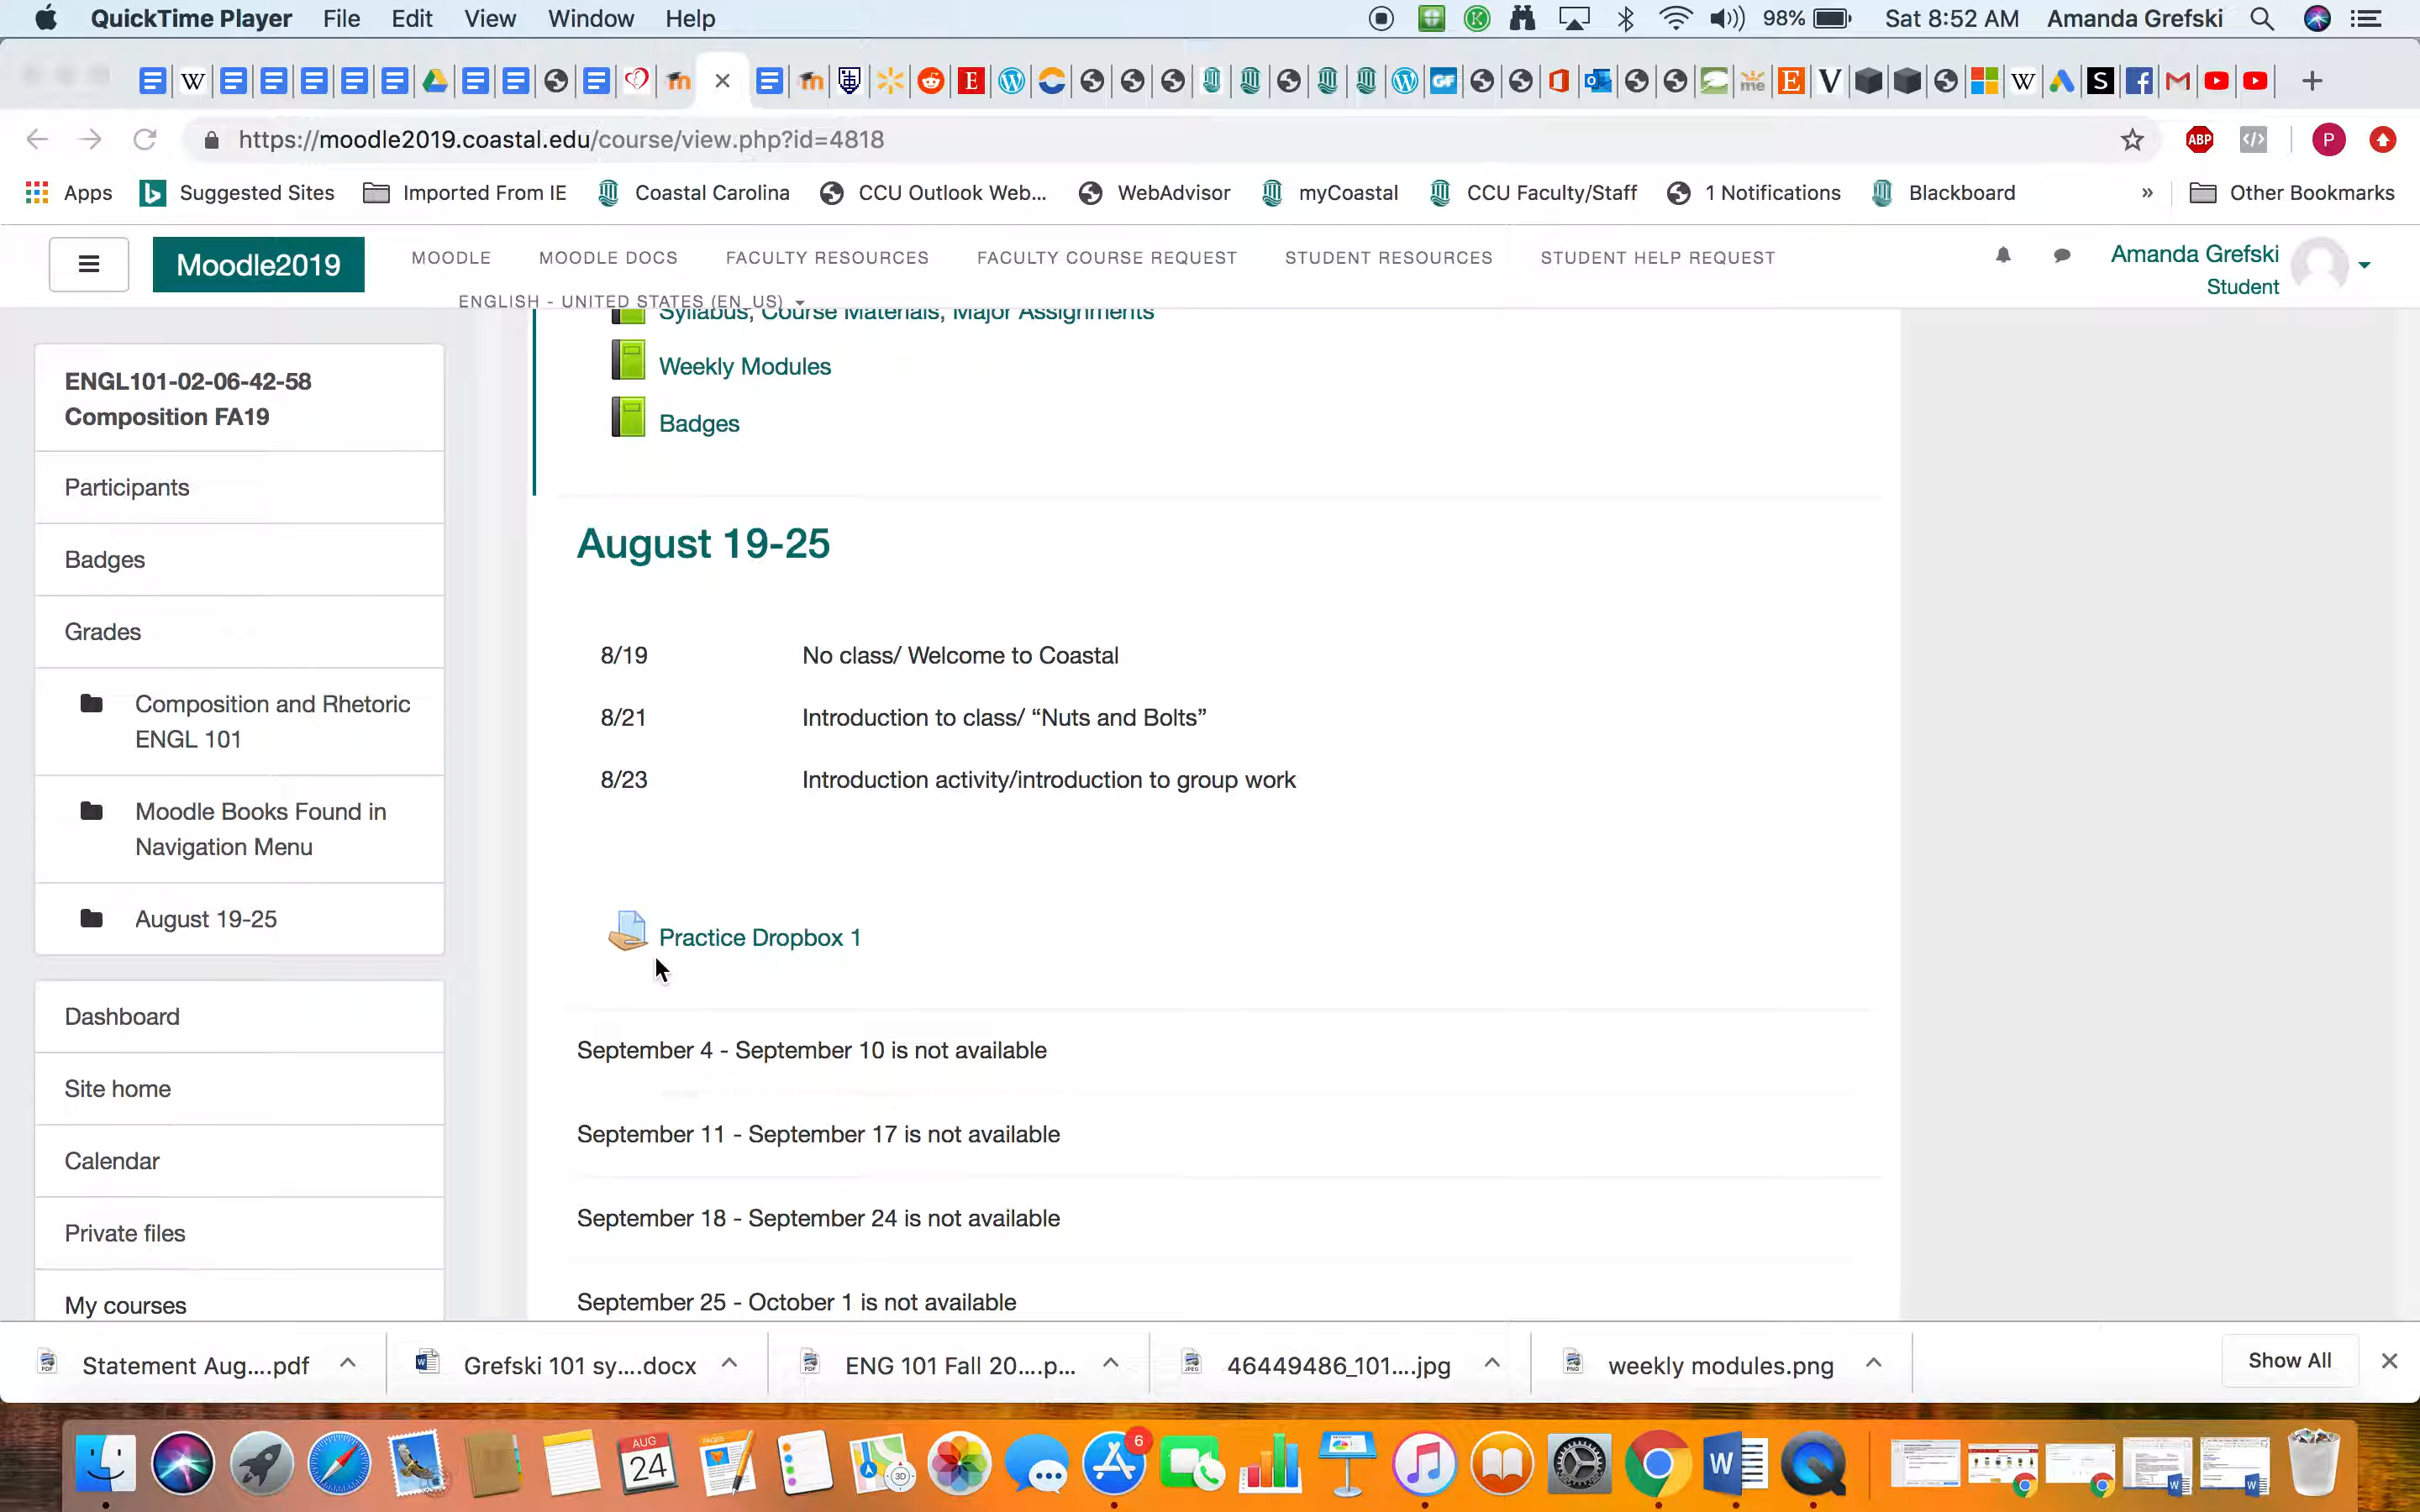 QuickTime Player File Edit View Window Help 98% Sat 8:52 AM Amanda Grefski
https://moodle2019.coastal.edu/course/view.php?id=4818
Apps Suggested Sites Imported From IE Coastal Carolina CCU Outlook Web... WebAdvisor myCoastal CCU Faculty/Staff 1 Notifications Blackboard » Other Bookmarks
Moodle2019 MOODLE MOODLE DOCS FACULTY RESOURCES FACULTY COURSE REQUEST STUDENT RESOURCES STUDENT HELP REQUEST
Amanda Grefski
Student
ENGLISH - UNITED STATES (EN_US)
ENGL101-02-06-42-58
Composition FA19
Participants
Badges
Grades
Composition and Rhetoric
ENGL 101
Moodle Books Found in
Navigation Menu
August 19-25
Dashboard
Site home
Calendar
Private files
My courses
Syllabus, Course Materials, Major Assignments
Weekly Modules
Badges
August 19-25
8/19 No class/ Welcome to Coastal
8/21 Introduction to class/ “Nuts and Bolts”
8/23 Introduction activity/introduction to group work
Practice Dropbox 1
September 4 - September 10 is not available
September 11 - September 17 is not available
September 18 - September 24 is not available
September 25 - October 1 is not available
Statement Aug....pdf Grefski 101 sy....docx ENG 101 Fall 20....p... 46449486_101....jpg weekly modules.png Show All
AUG
24
6